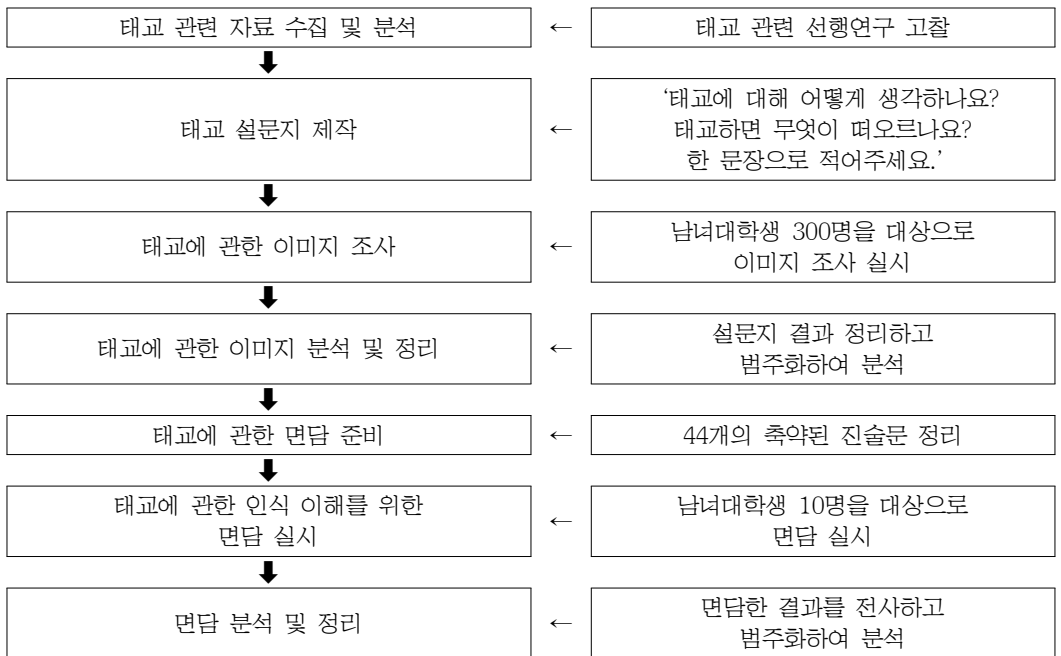 태교 관련 자료 수집 및 분석 ← 태교 관련 선행연구 고찰
태교 설문지 제작 ← ‘태교에 대해 어떻게 생각하나요?
태교하면 무엇이 떠오르나요?
한 문장으로 적어주세요.’
태교에 관한 이미지 조사 ← 남녀대학생 300명을 대상으로
이미지 조사 실시
태교에 관한 이미지 분석 및 정리 ← 설문지 결과 정리하고
범주화하여 분석
태교에 관한 면담 준비 ← 44개의 축약된 진술문 정리
태교에 관한 인식 이해를 위한
면담 실시 ← 남녀대학생 10명을 대상으로
면담 실시
면담 분석 및 정리 ← 면담한 결과를 전사하고
범주화하여 분석